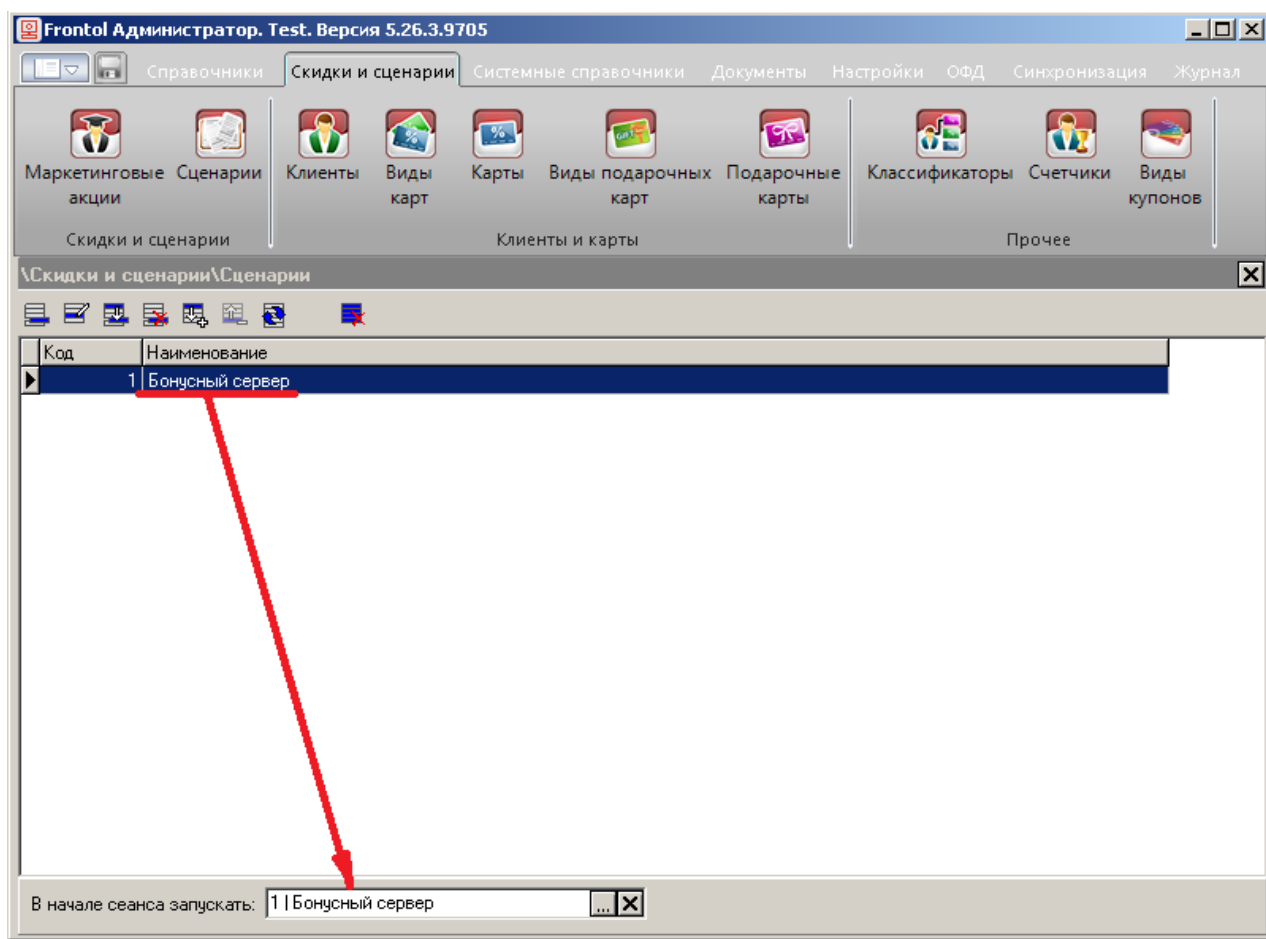 Frontol Администратор. Test. Версия 5.26.3.9705
Справочники Скидки и сценарии Системные справочники Документы Настройки ОФД Синхронизация Журнал
Маркетинговые акции
Сценарии
Клиенты
Виды карт
Карты
Виды подарочных карт
Подарочные карты
Классификаторы
Счетчики
Виды купонов
Скидки и сценарии
Клиенты и карты
Прочее
\Скидки и сценарии\Сценарии
Код Наименование
1 Бонусный сервер
В начале сеанса запускать: 1 | Бонусный сервер ...